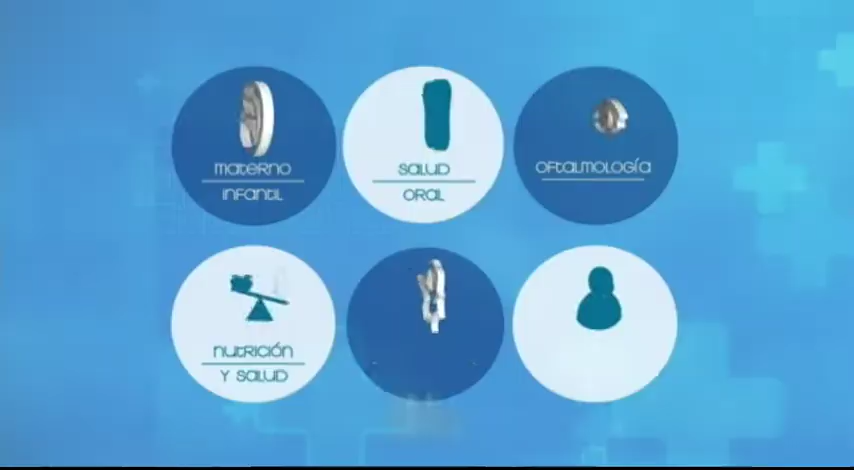 Materno
Infantil
Salud
Oral
Oftalmología
Nutrición
y Salud